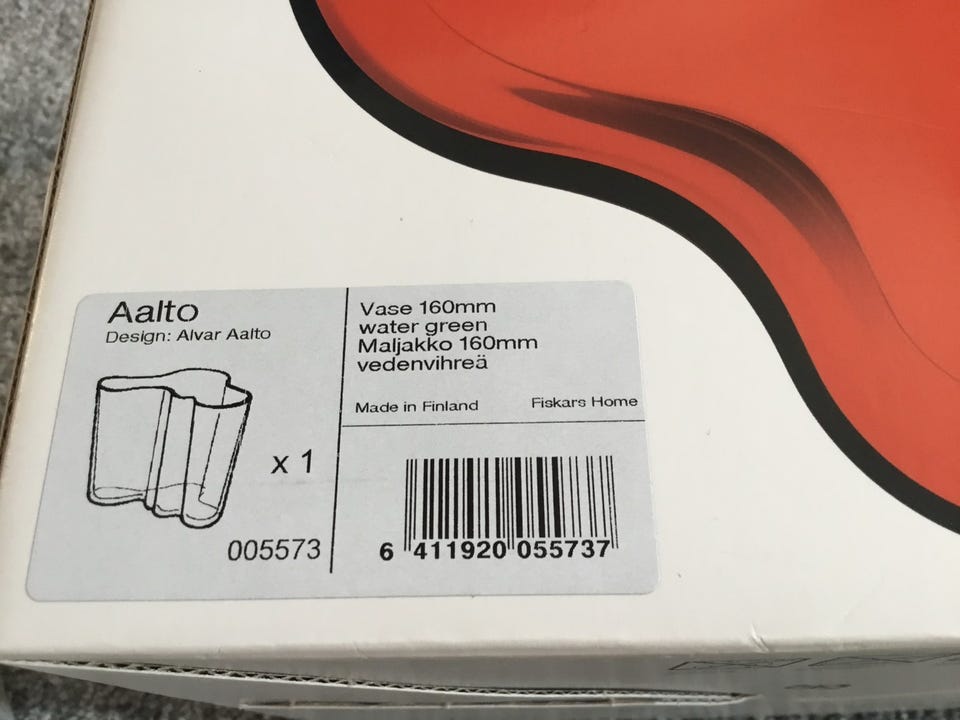 Aalto
Design: Alvar Aalto
x 1
005573
Vase 160mm
water green
Maljakko 160mm
vedenvihreä
Made in Finland Fiskars Home
6 411920 055737